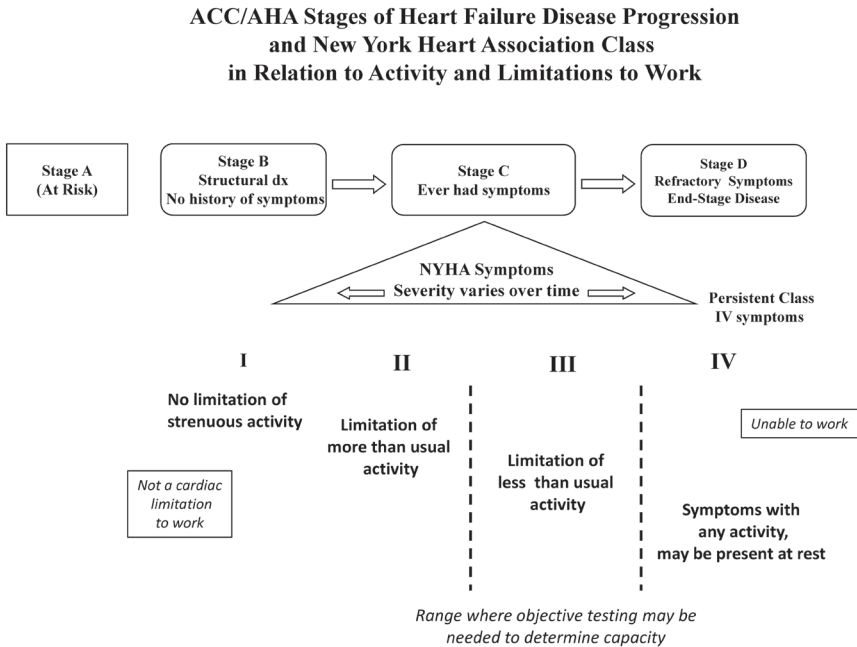 ACC/AHA Stages of Heart Failure Disease Progression
and New York Heart Association Class
in Relation to Activity and Limitations to Work
Stage A
(At Risk)
Stage B
Structural dx
No history of symptoms
Stage C
Ever had symptoms
Stage D
Refractory Symptoms
End-Stage Disease
NYHA Symptoms
Severity varies over time
Persistent Class
IV symptoms
I
II
III
IV
No limitation of
strenuous activity
Limitation of
more than usual
activity
Limitation of
less than usual
activity
Symptoms with
any activity,
may be present at rest
Not a cardiac
limitation
to work
Unable to work
Range where objective testing may be
needed to determine capacity